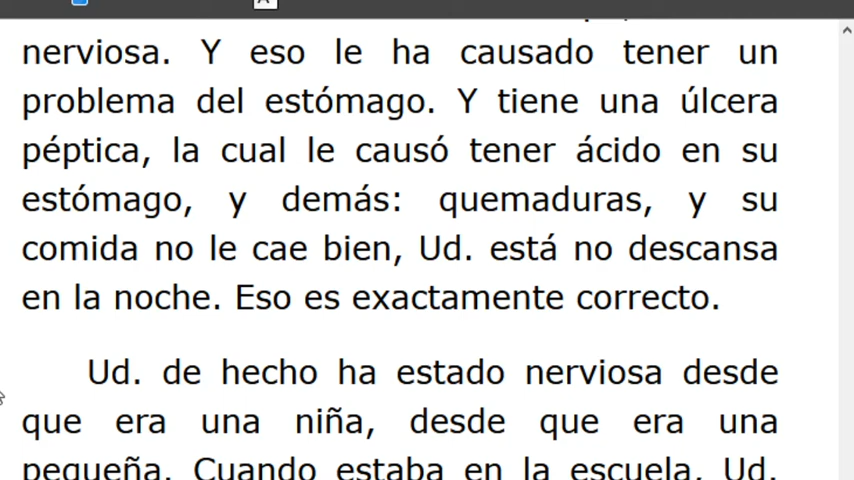 nerviosa. Y eso le ha causado tener un
problema del estómago. Y tiene una úlcera
péptica, la cual le causó tener ácido en su
estómago, y demás: quemaduras, y su
comida no le cae bien, Ud. está no descansa
en la noche. Eso es exactamente correcto.
Ud. de hecho ha estado nerviosa desde
que era una niña, desde que era una
pequeña. Cuando estaba en la escuela, Ud.